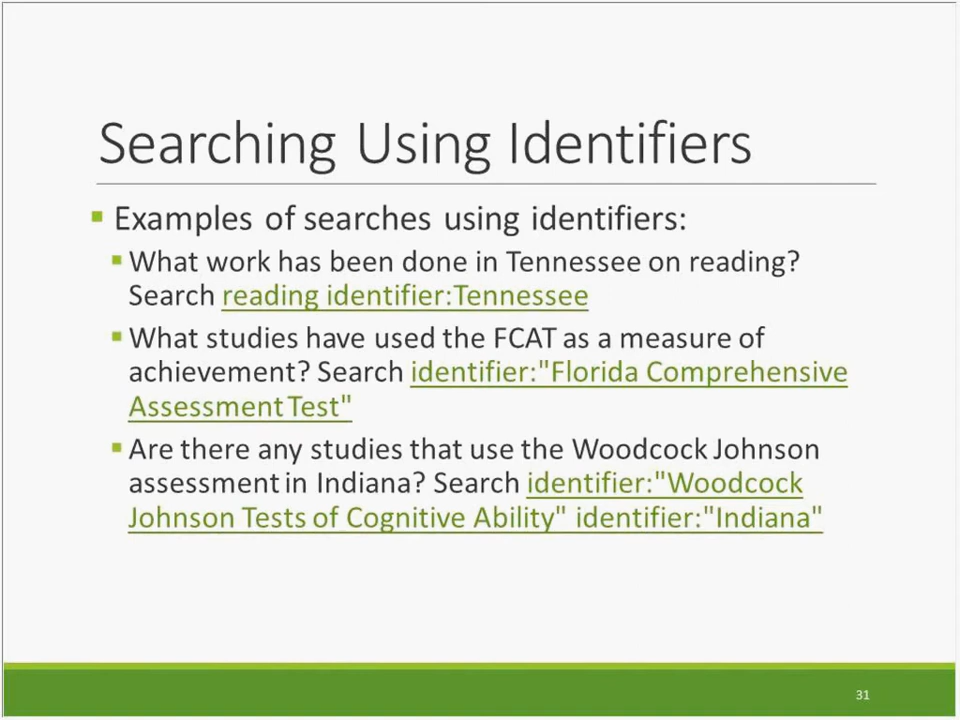 Searching Using Identifiers
Examples of searches using identifiers:
What work has been done in Tennessee on reading?
Search reading identifier:Tennessee
What studies have used the FCAT as a measure of
achievement? Search identifier:"Florida Comprehensive
Assessment Test"
Are there any studies that use the Woodcock Johnson
assessment in Indiana? Search identifier:"Woodcock
Johnson Tests of Cognitive Ability" identifier:"Indiana"
31